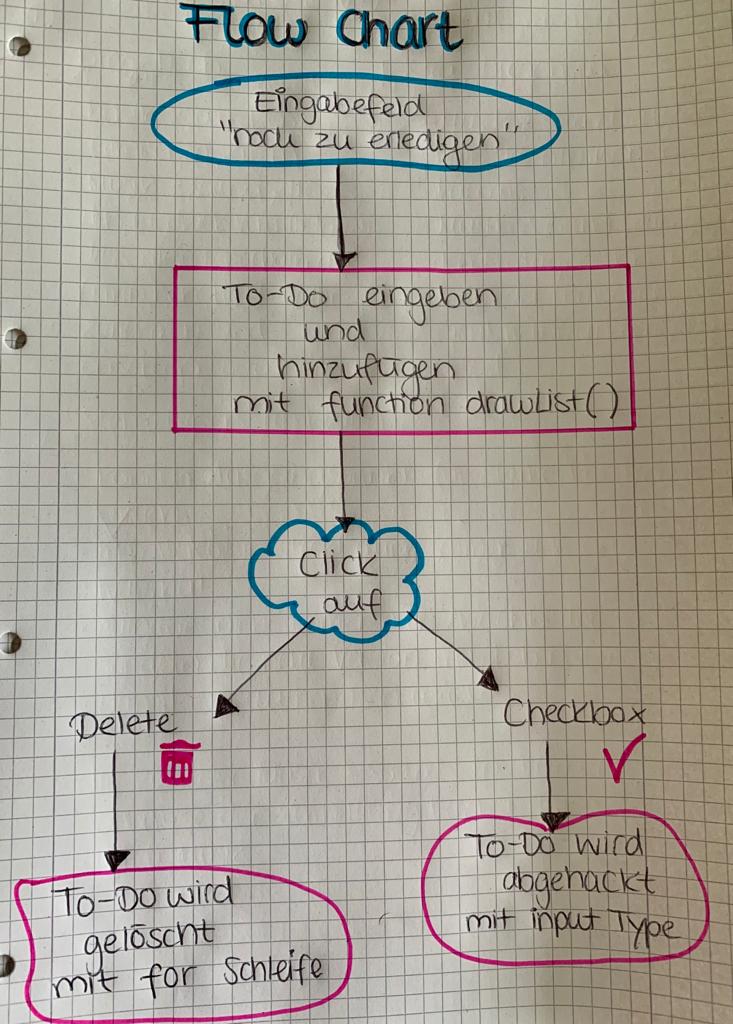 Flow Chart
Eingabefeld
"noch zu erledigen"
To-Do eingeben
und
hinzufügen
mit function drawList()
Click
auf
Delete
Checkbox
To-Do wird
gelöscht
mit for Schleife
To-Do wird
abgehackt
mit input Type